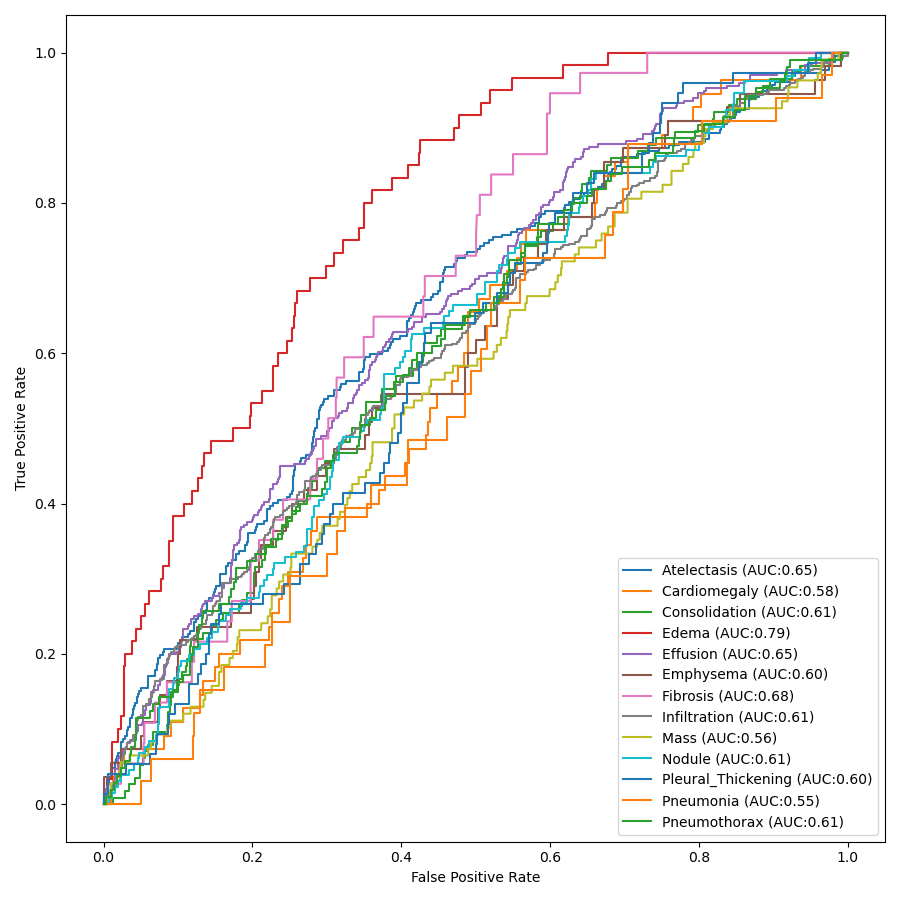 1.0
0.8
0.6
0.4
0.2
0.0
True Positive Rate
Atelectasis (AUC:0.65)
Cardiomegaly (AUC:0.58)
Consolidation (AUC:0.61)
Edema (AUC:0.79)
Effusion (AUC:0.65)
Emphysema (AUC:0.60)
Fibrosis (AUC:0.68)
Infiltration (AUC:0.61)
Mass (AUC:0.56)
Nodule (AUC:0.61)
Pleural_Thickening (AUC:0.60)
Pneumonia (AUC:0.55)
Pneumothorax (AUC:0.61)
0.0 0.2 0.4 0.6 0.8 1.0
False Positive Rate